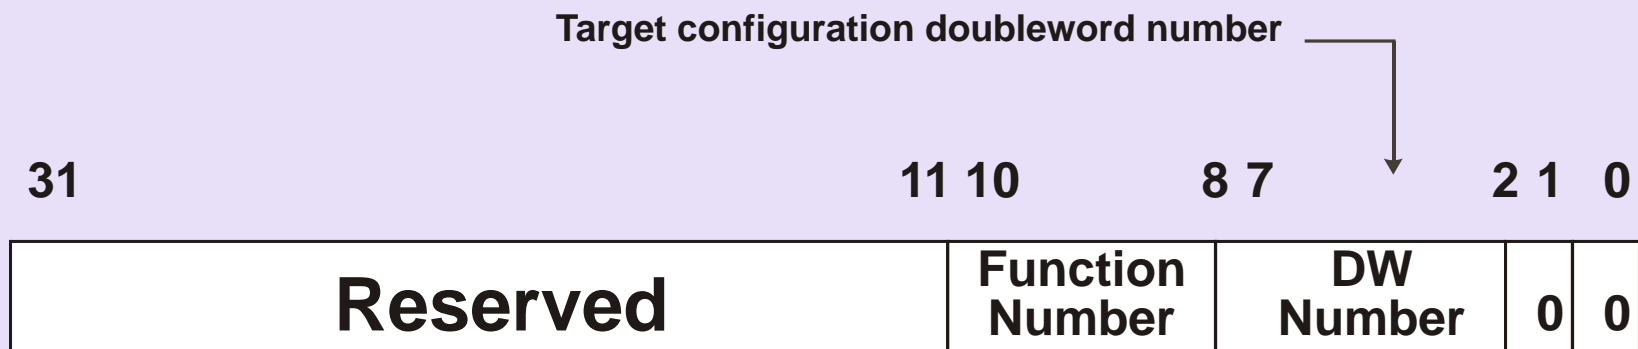 Target configuration doubleword number
31 11 10 8 7 2 1 0
Reserved Function Number DW Number 0 0